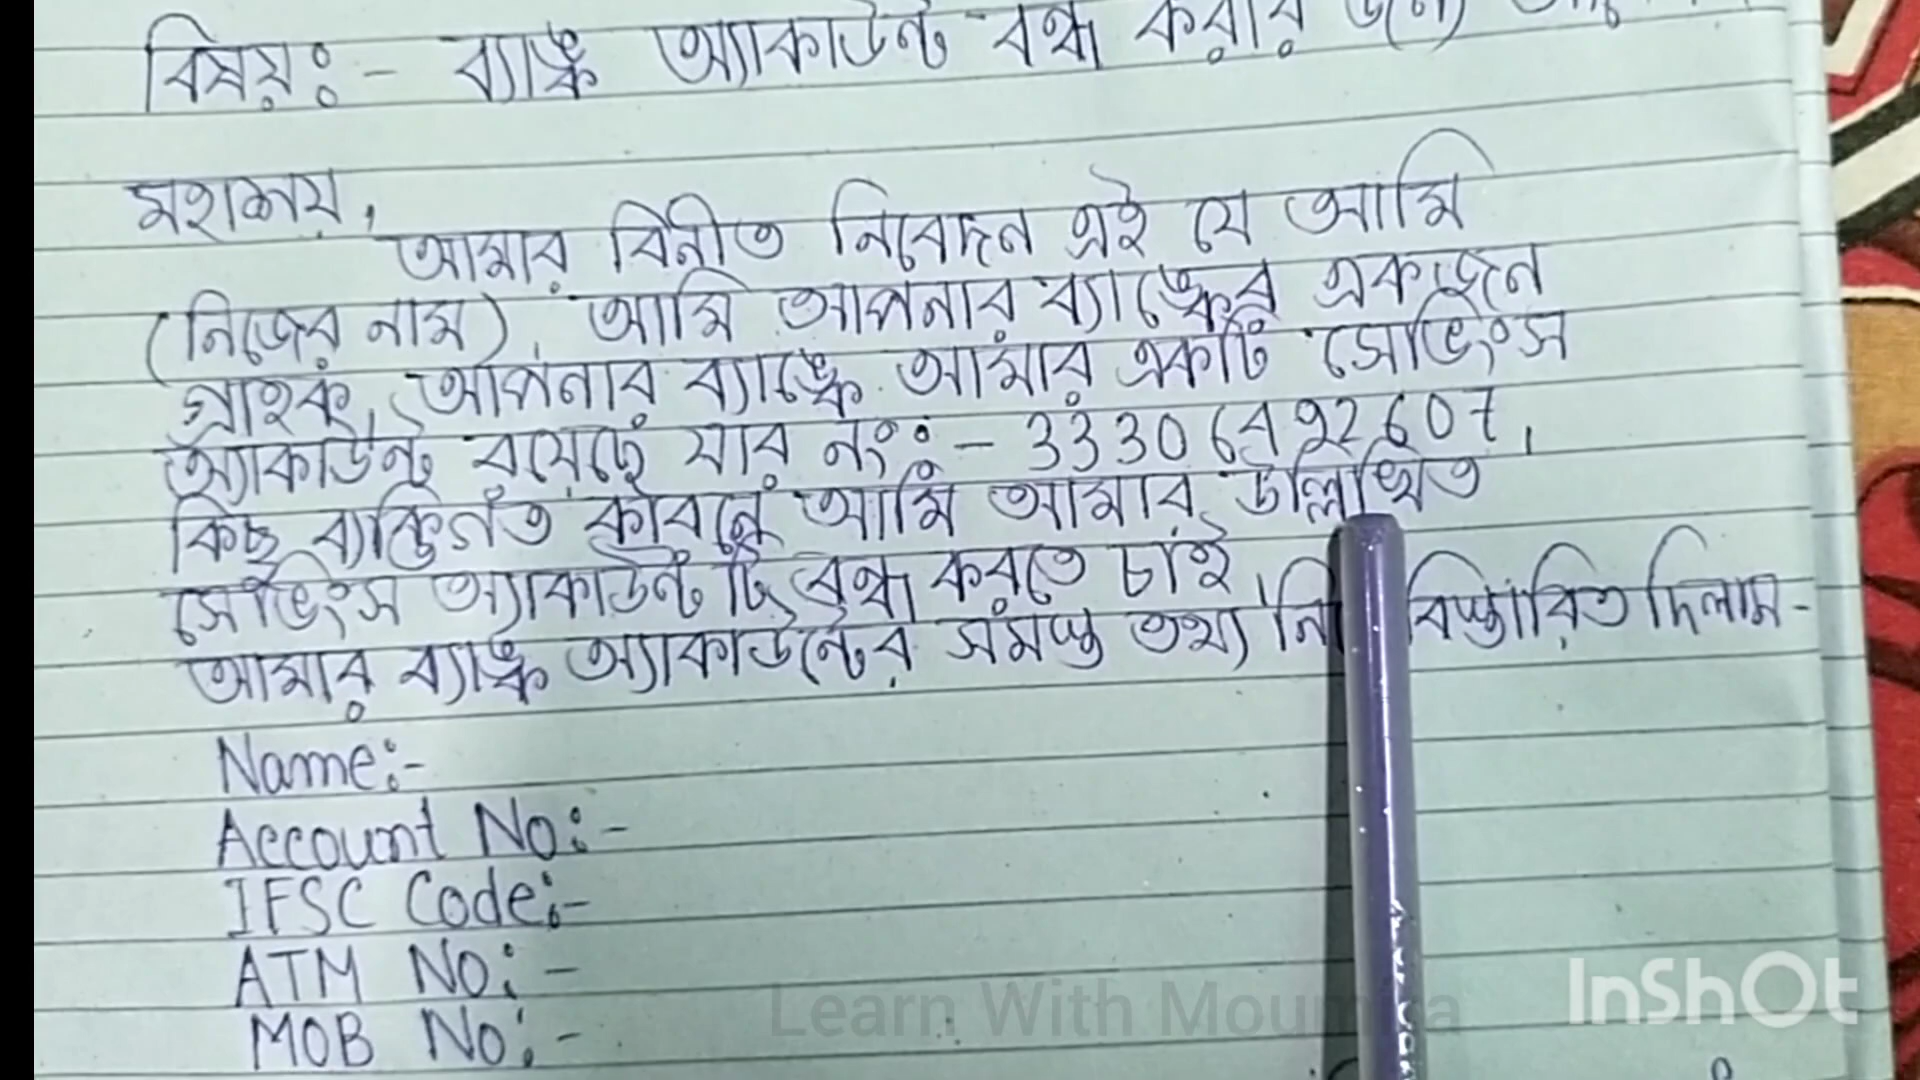 বিষয়ঃ- ব্যাঙ্ক অ্যাকাউন্ট বন্ধ করার জন্য
মহাশয়,
আমার বিনীত নিবেদন এই যে আমি
(নিজের নাম), আমি আপনার ব্যাঙ্কের একজন
গ্রাহক, আপনার ব্যাঙ্কে আমার একটি সেভিংস
অ্যাকাউন্ট রয়েছে যার নংঃ-
কিছু ব্যক্তিগত কারনে আমি আমার উল্লিখিত
সেভিংস অ্যাকাউন্ট টি বন্ধ করতে চাই,
আমার ব্যাঙ্ক অ্যাকাউন্টের সমস্ত তথ্য বিস্তারিত দিলাম-
Name:-
Account No:-
IFSC Code:-
ATM No:-
MOB No:-
Learn With
InShOt